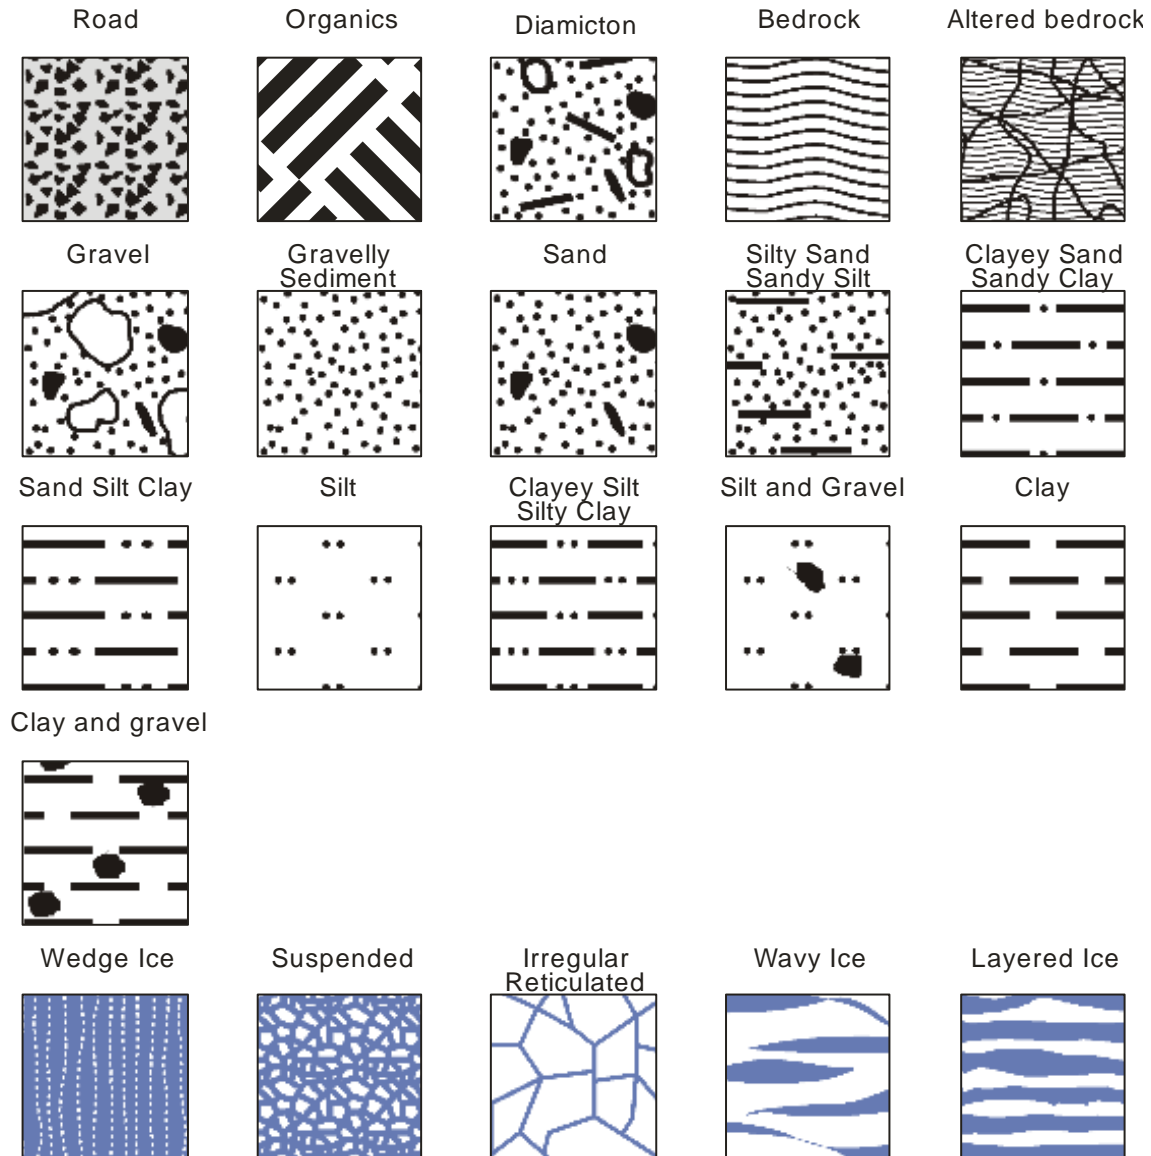 Road
Organics
Diamicton
Bedrock
Altered bedrock
Gravel
Gravelly
Sediment
Sand
Silty Sand
Sandy Silt
Clayey Sand
Sandy Clay
Sand Silt Clay
Silt
Clayey Silt
Silty Clay
Silt and Gravel
Clay
Clay and gravel
Wedge Ice
Suspended
Irregular
Reticulated
Wavy Ice
Layered Ice